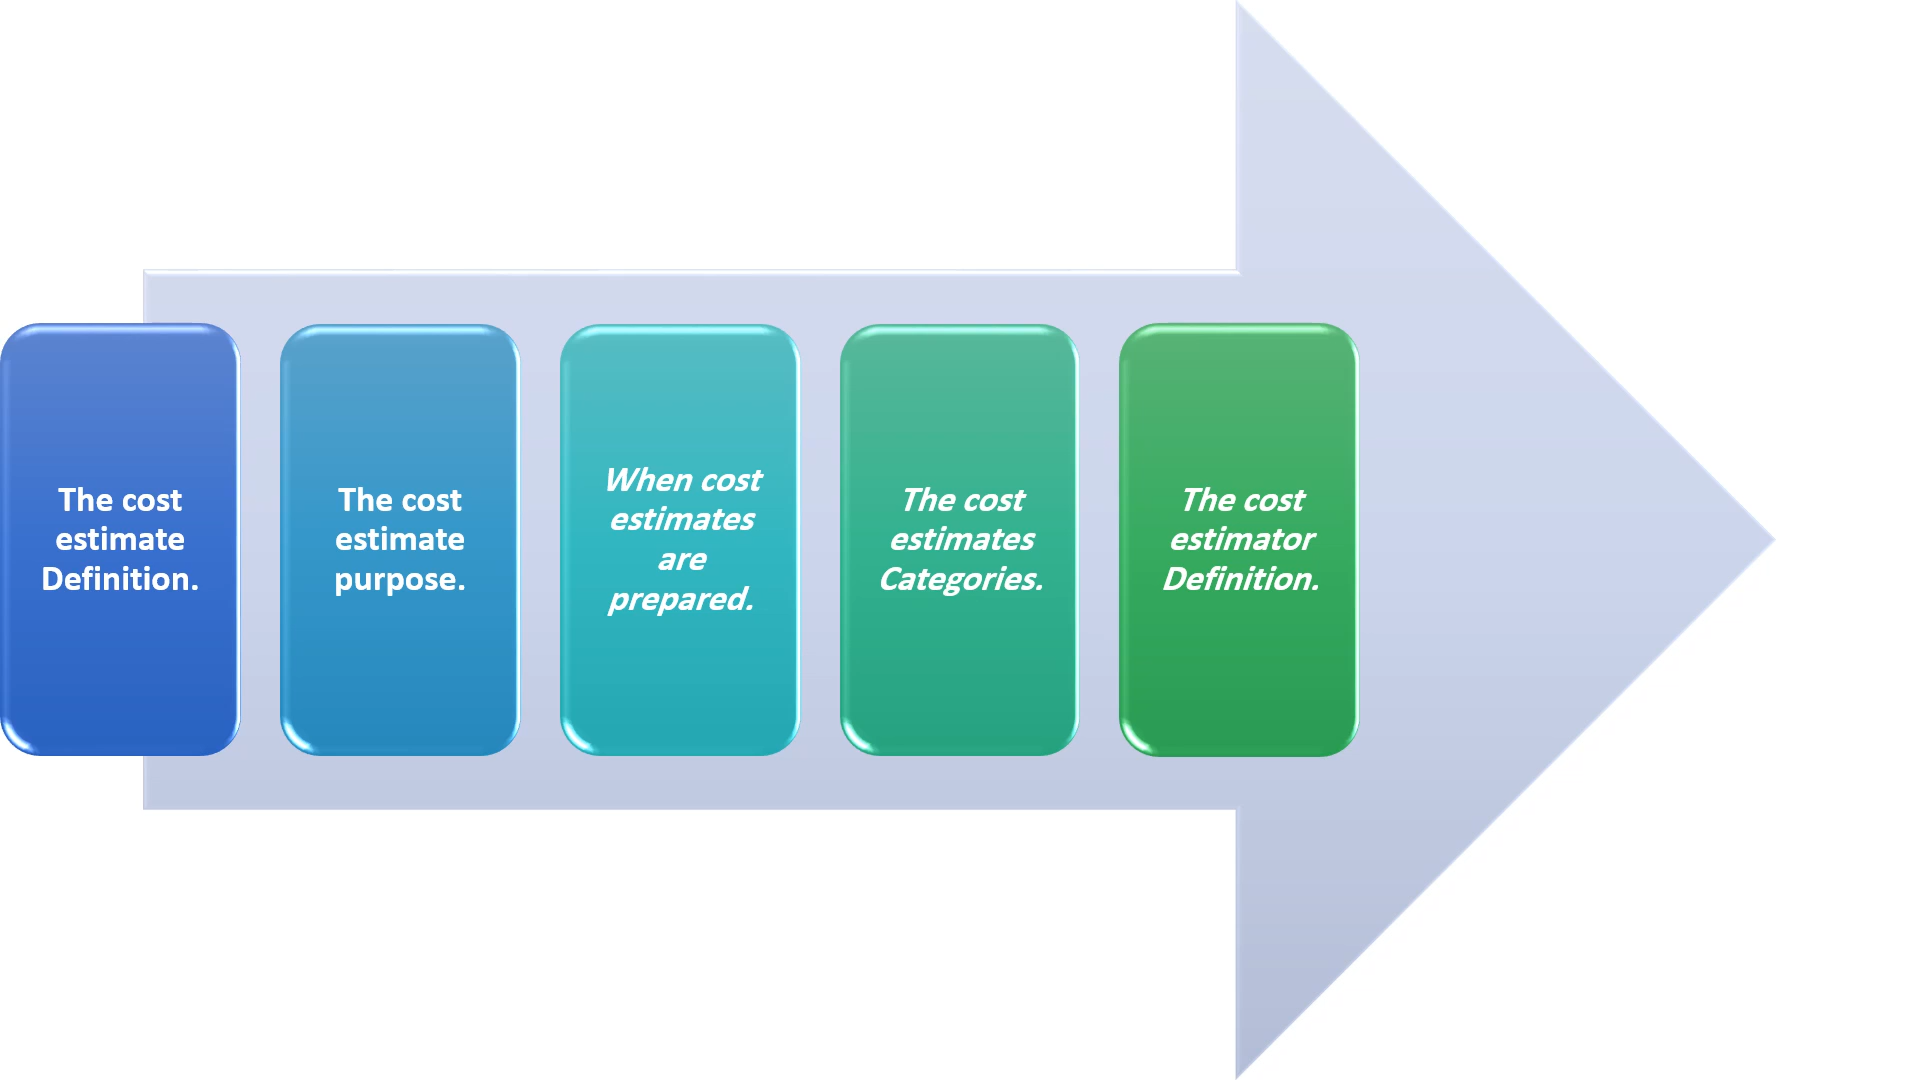 The cost
estimate
Definition.
The cost
estimate
purpose.
When cost
estimates
are
prepared.
The cost
estimates
Categories.
The cost
estimator
Definition.